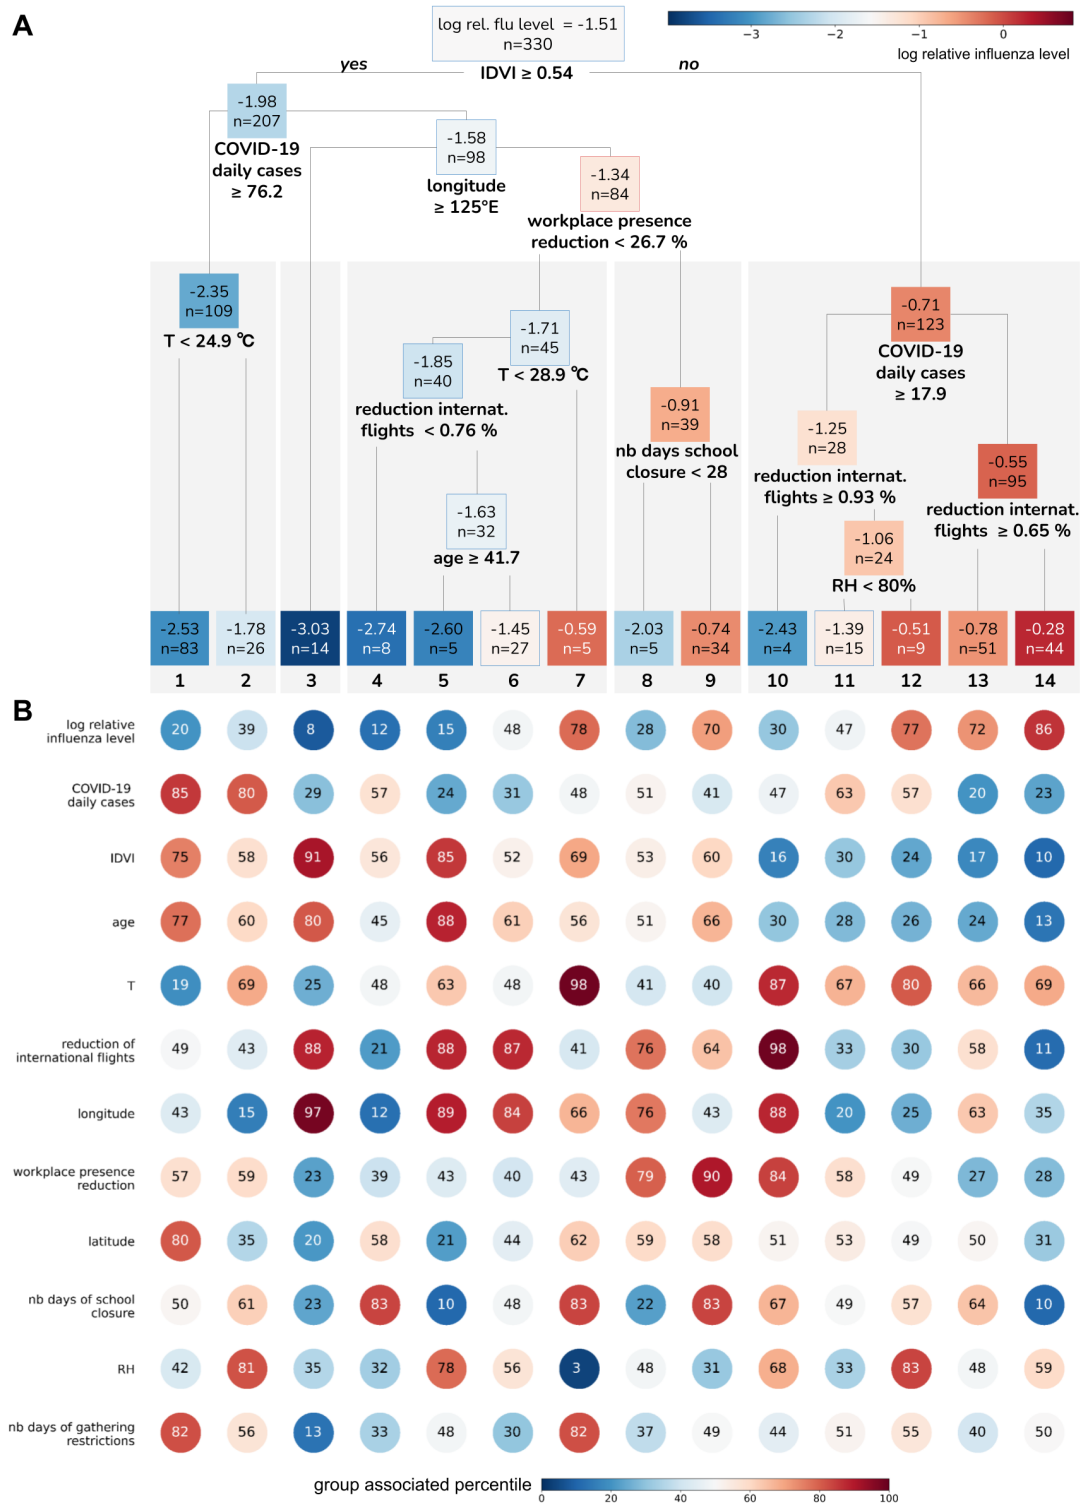 A
log rel. flu level = -1.51
n=330
−3 −2 −1 0
log relative influenza level
yes
IDVI ≥ 0.54
no
-1.98
n=207
COVID-19
daily cases
≥ 76.2
-1.58
n=98
longitude
≥ 125°E
-1.34
n=84
workplace presence
reduction < 26.7 %
-2.35
n=109
T < 24.9 ℃
-1.71
n=45
T < 28.9 ℃
-1.85
n=40
reduction internat.
flights < 0.76 %
-1.63
n=32
age ≥ 41.7
-0.91
n=39
nb days school
closure < 28
-0.71
n=123
COVID-19
daily cases
≥ 17.9
-1.25
n=28
reduction internat.
flights ≥ 0.93 %
-1.06
n=24
RH < 80%
-0.55
n=95
reduction internat.
flights ≥ 0.65 %
-2.53 -1.78 -3.03 -2.74 -2.60 -1.45 -0.59 -2.03 -0.74 -2.43 -1.39 -0.51 -0.78 -0.28
n=83 n=26 n=14 n=8 n=5 n=27 n=5 n=5 n=34 n=4 n=15 n=9 n=51 n=44
1 2 3 4 5 6 7 8 9 10 11 12 13 14
B
log relative
influenza level
20 39 8 12 15 48 78 28 70 30 47 77 72 86
COVID-19
daily cases
85 80 29 57 24 31 48 51 41 47 63 57 20 23
IDVI 75 58 91 56 85 52 69 53 60 16 30 24 17 10
age 77 60 80 45 88 61 56 51 66 30 28 26 24 13
T 19 69 25 48 63 48 98 41 40 87 67 80 66 69
reduction of
international flights
49 43 88 21 88 87 41 76 64 98 33 30 58 11
longitude 43 15 97 12 89 84 66 76 43 88 20 25 63 35
workplace presence
reduction
57 59 23 39 43 40 43 79 90 84 58 49 27 28
latitude 80 35 20 58 21 44 62 59 58 51 53 49 50 31
nb days of school
closure
50 61 23 83 10 48 83 22 83 67 49 57 64 10
RH 42 81 35 32 78 56 3 48 31 68 33 83 48 59
nb days of gathering
restrictions
82 56 13 33 48 30 82 37 49 44 51 55 40 50
group associated percentile
0 20 40 60 80 100